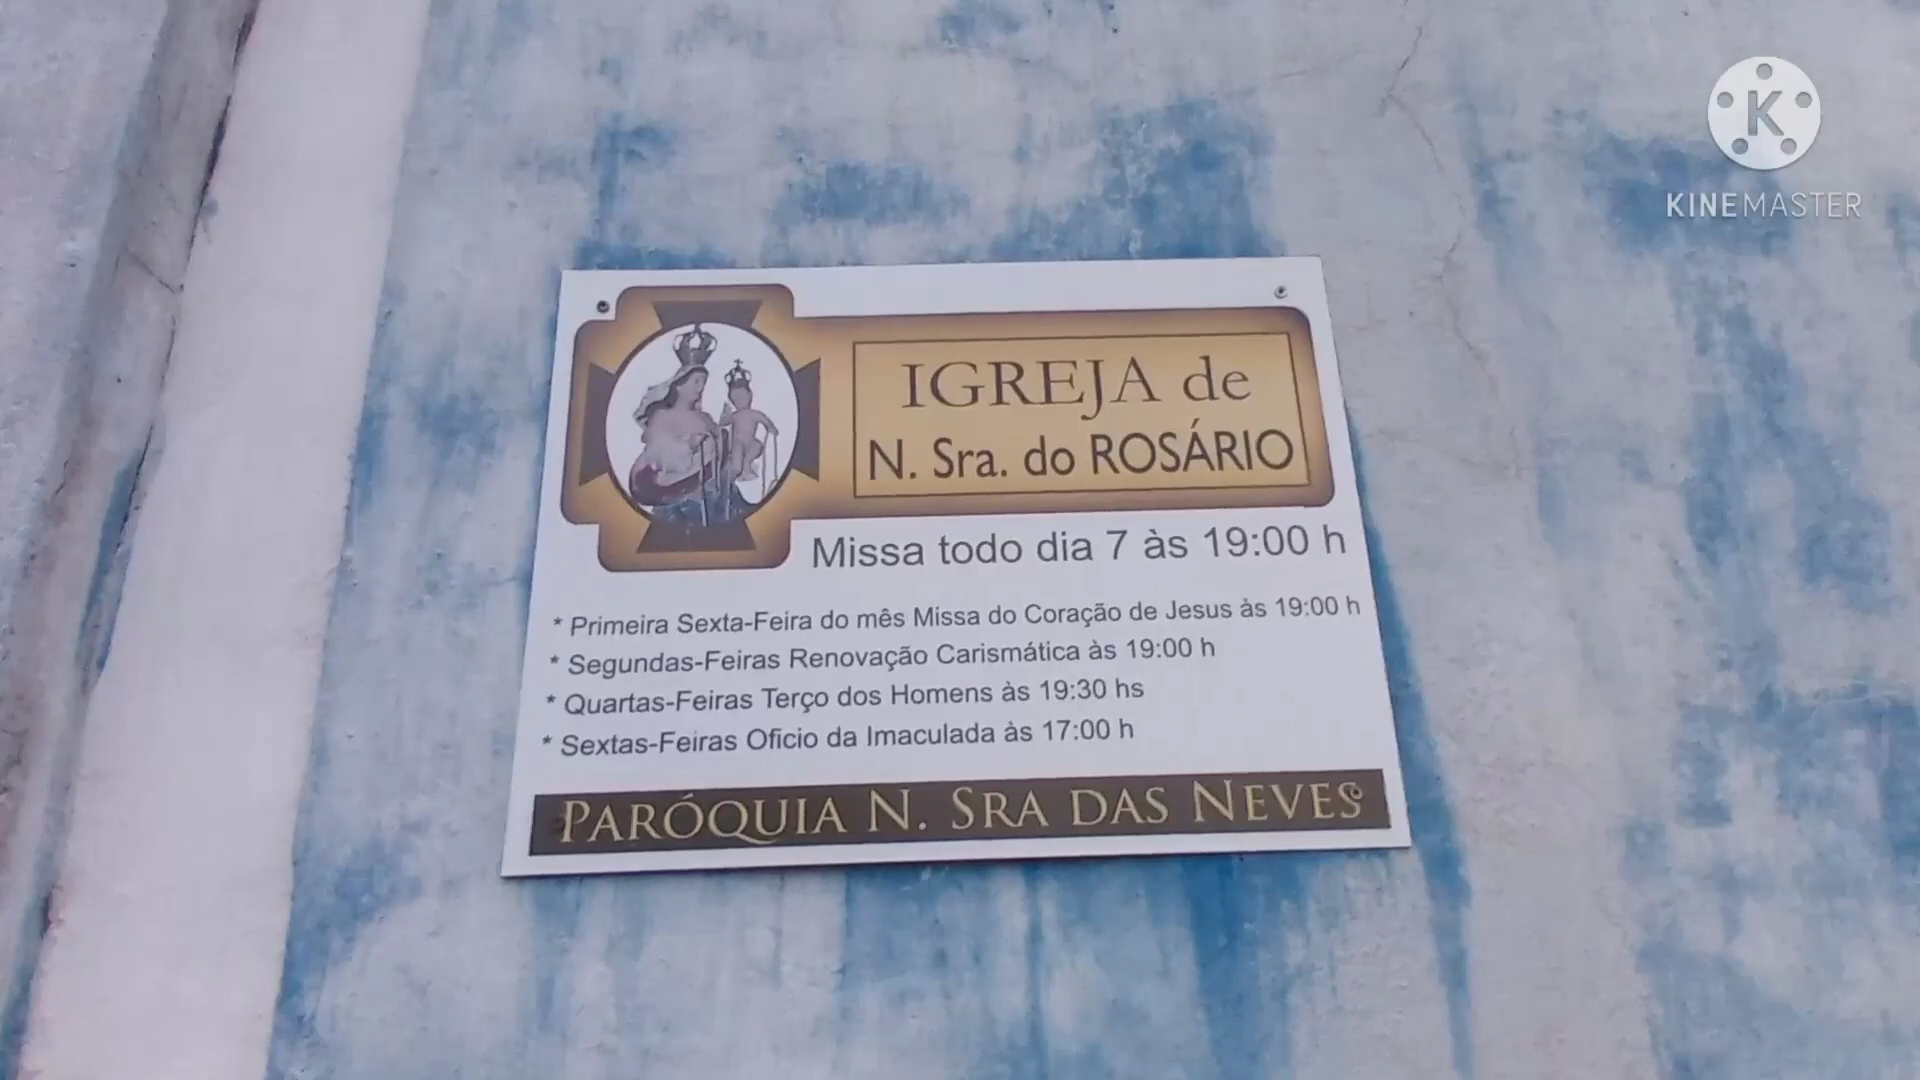 K
KINEMASTER
IGREJA de
N. Sra. do ROSÁRIO
Missa todo dia 7 às 19:00 h
* Primeira Sexta-Feira do mês Missa do Coração de Jesus às 19:00 h
* Segundas-Feiras Renovação Carismática às 19:00 h
* Quartas-Feiras Terço dos Homens às 19:30 hs
* Sextas-Feiras Oficio da Imaculada às 17:00 h
PARÓQUIA N. SRA DAS NEVES